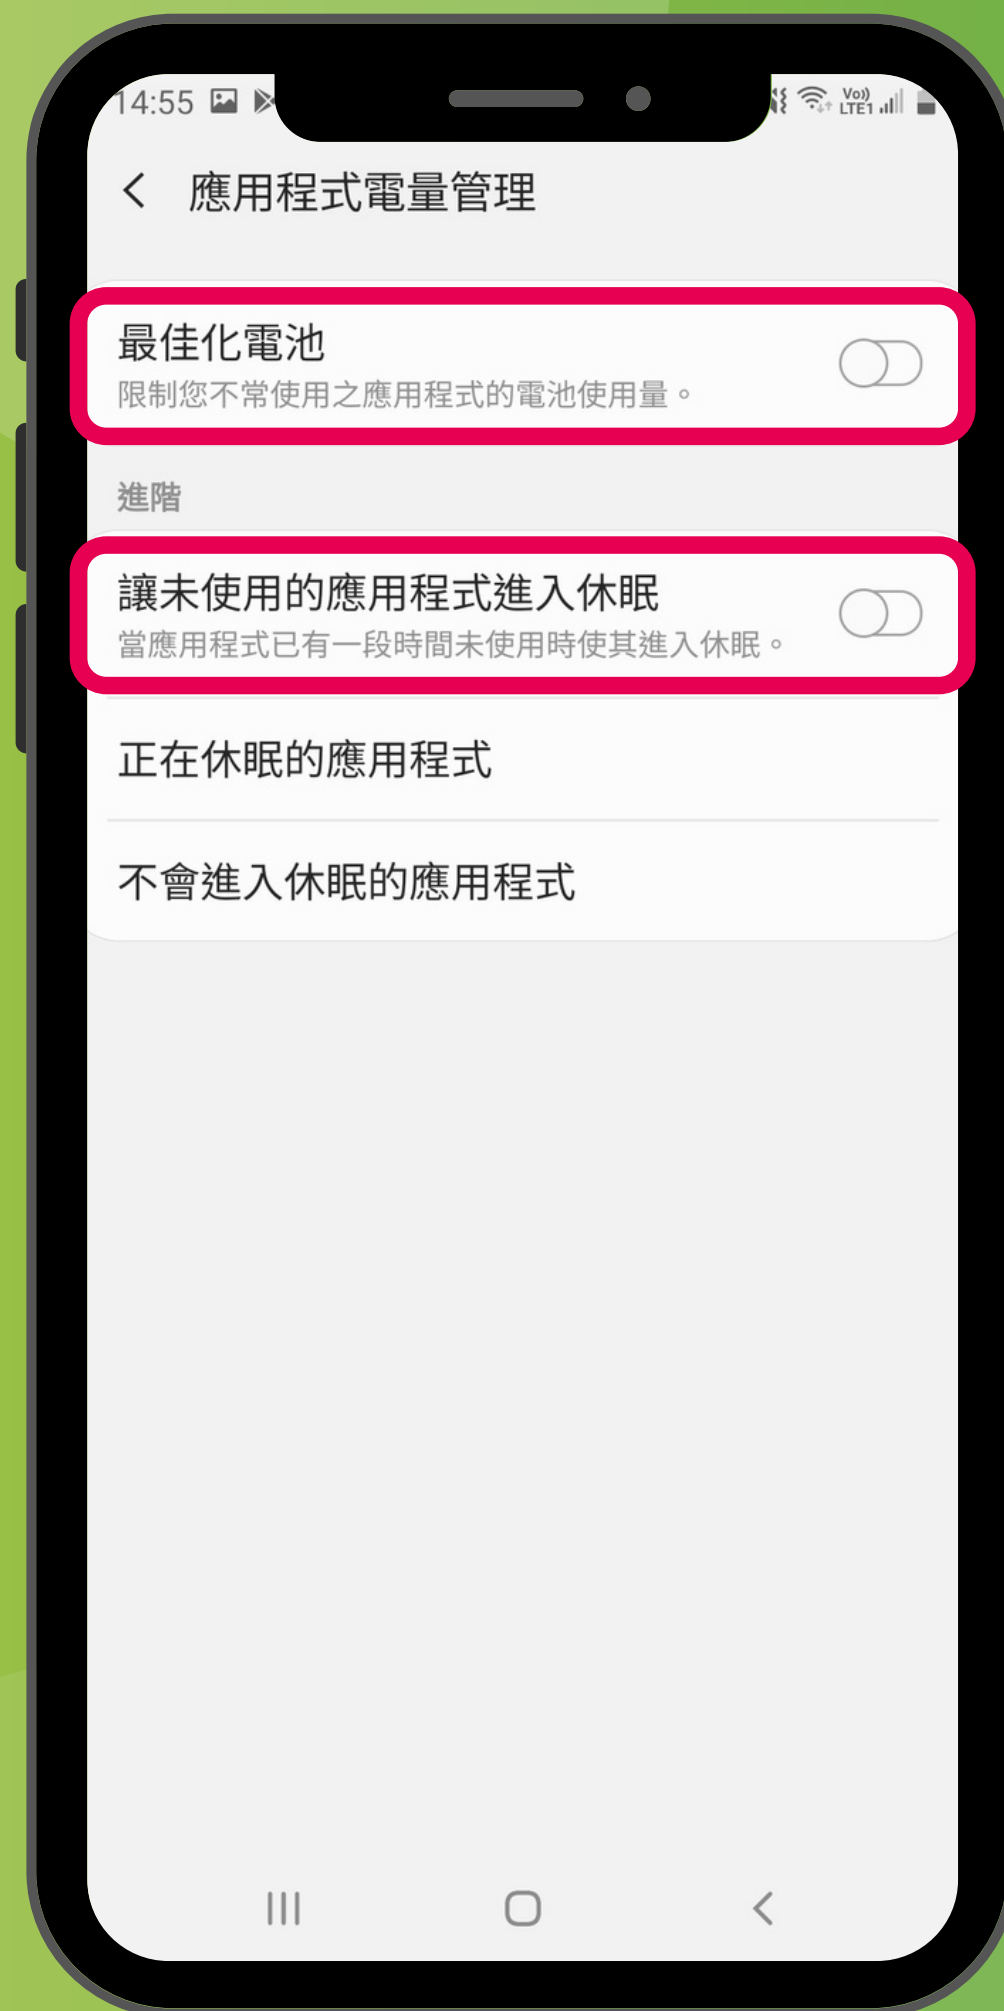 14:55
Vo)) LTE1
應用程式電量管理
最佳化電池
限制您不常使用之應用程式的電池使用量。
進階
讓未使用的應用程式進入休眠
當應用程式已有一段時間未使用時使其進入休眠。
正在休眠的應用程式
不會進入休眠的應用程式